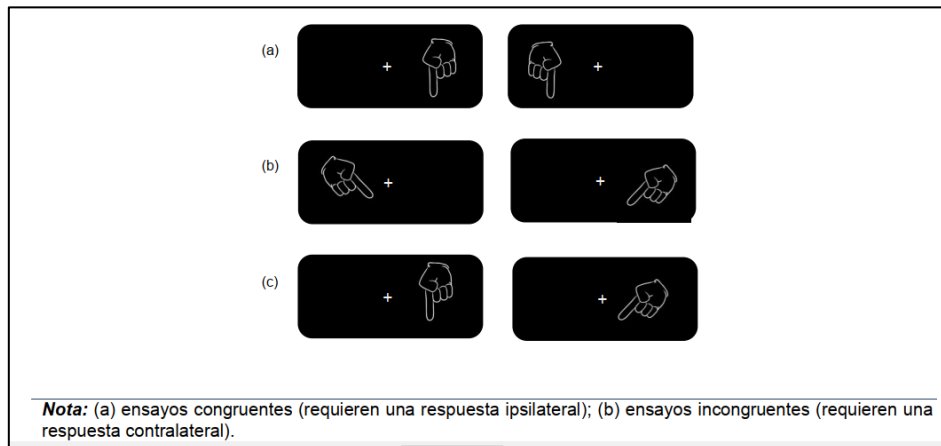 (a)
(b)
(c)
Nota: (a) ensayos congruentes (requieren una respuesta ipsilateral); (b) ensayos incongruentes (requieren una
respuesta contralateral).